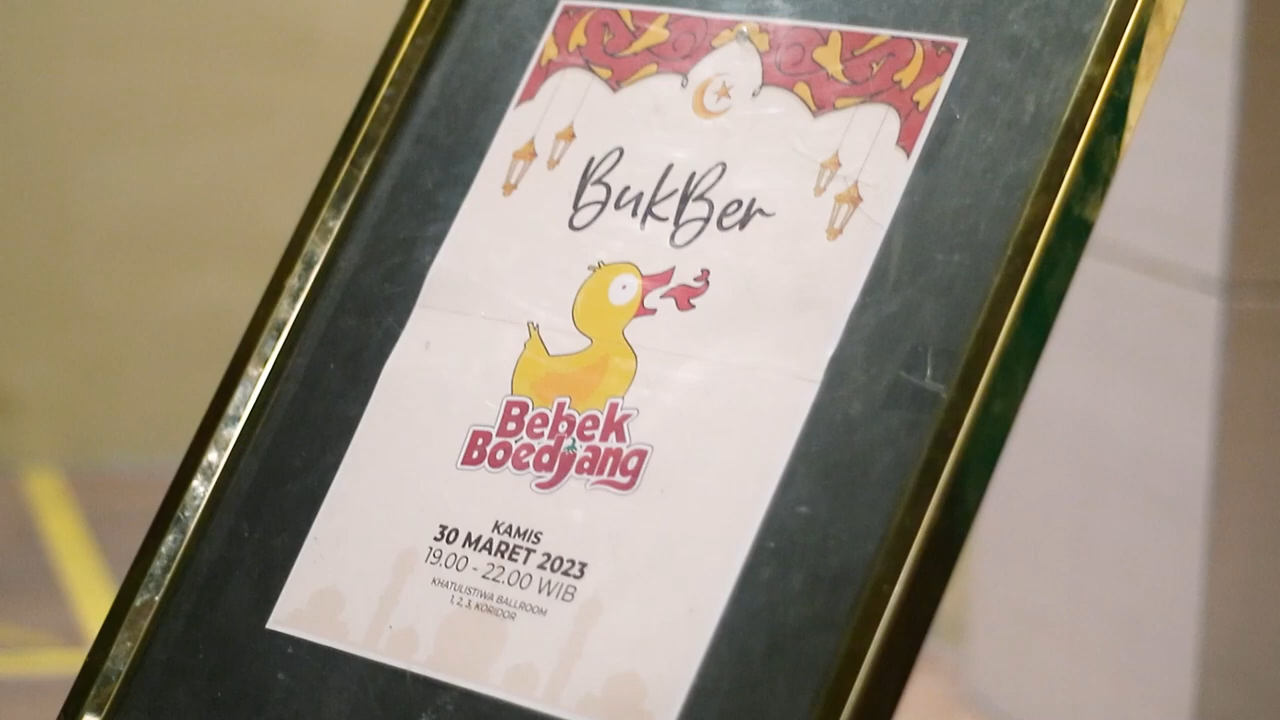 BukBer
Bebek
Boedjang
KAMIS
30 MARET 2023
19.00 - 22.00 WIB
KHATULISTIWA BALLROOM
1, 2, 3, KORIDOR